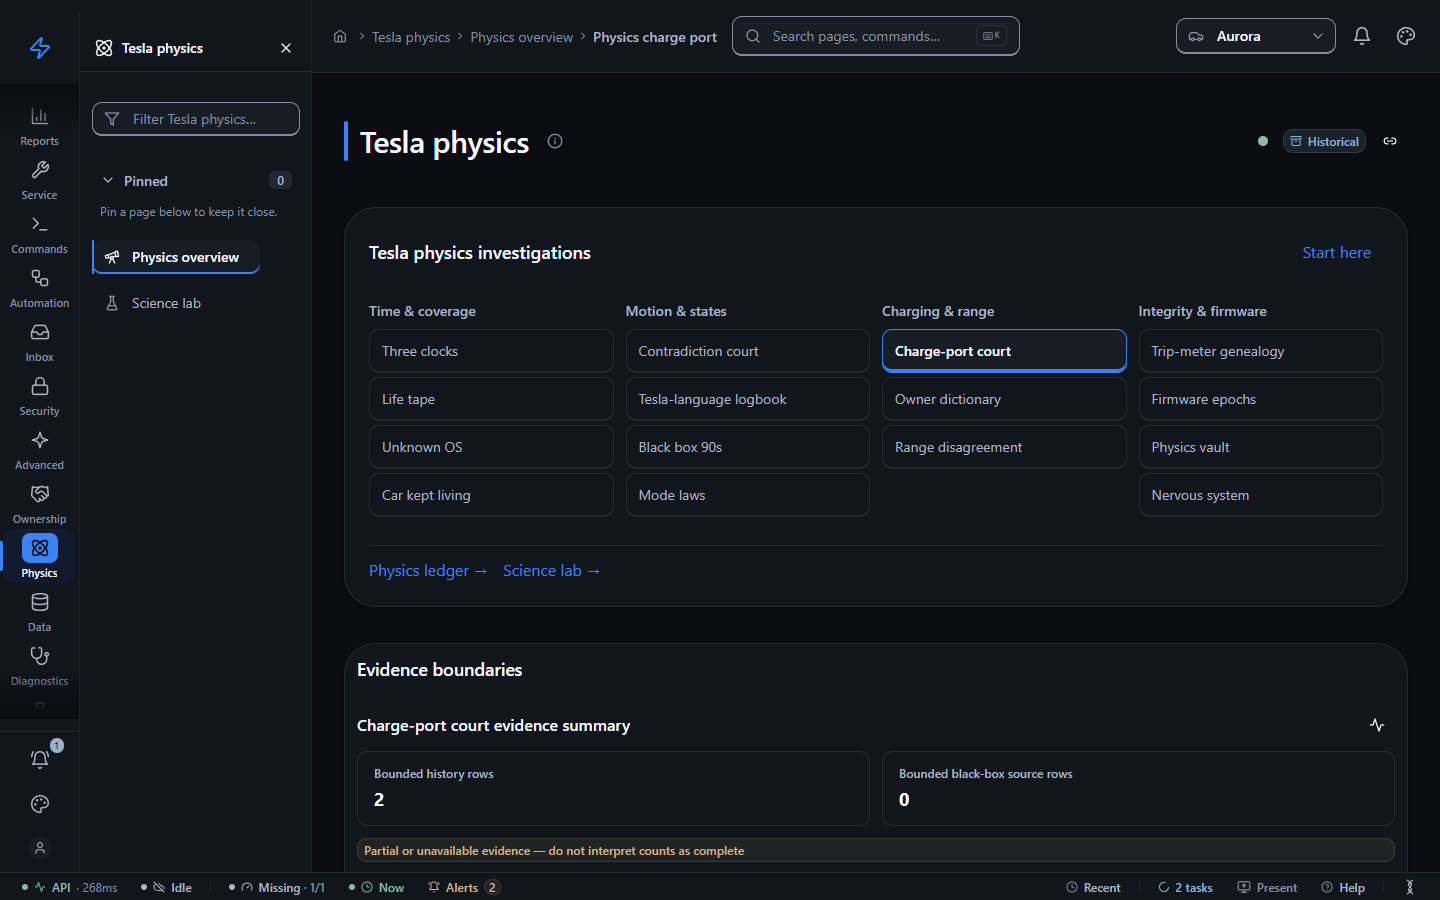 Tesla physics
Tesla physics
Physics overview
Physics charge port
Search pages, commands...
K
Aurora
Reports
Service
Commands
Automation
Inbox
Security
Advanced
Ownership
Physics
Data
Diagnostics
1
Filter Tesla physics...
Pinned
0
Pin a page below to keep it close.
Physics overview
Science lab
Tesla physics
Historical
Tesla physics investigations
Start here
Time & coverage
Three clocks
Life tape
Unknown OS
Car kept living
Motion & states
Contradiction court
Tesla-language logbook
Black box 90s
Mode laws
Charging & range
Charge-port court
Owner dictionary
Range disagreement
Integrity & firmware
Trip-meter genealogy
Firmware epochs
Physics vault
Nervous system
Physics ledger →
Science lab →
Evidence boundaries
Charge-port court evidence summary
Bounded history rows
2
Bounded black-box source rows
0
Partial or unavailable evidence — do not interpret counts as complete
API · 268ms
Idle
Missing · 1/1
Now
Alerts 2
Recent
2 tasks
Present
Help